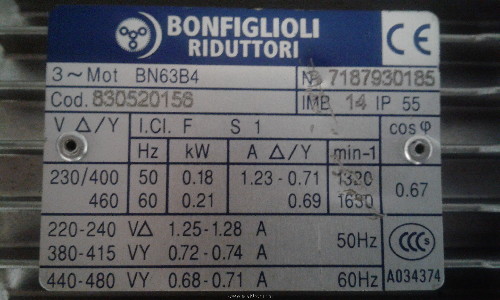 BONFIGLIOLI
RIDUTTORI
CE
3~Mot BN63B4 No 7187930185
Cod. 830520156 IMB 14 IP 55
V Δ/Y I.Cl. F S 1 cosφ
Hz kW A Δ/Y min-1
230/400 50 0.18 1.23-0.71 1320 0.67
460 60 0.21 0.69 1630
220-240 VΔ 1.25-1.28 A 50Hz
380-415 VY 0.72-0.74 A
CCC
440-480 VY 0.68-0.71 A 60Hz A034374